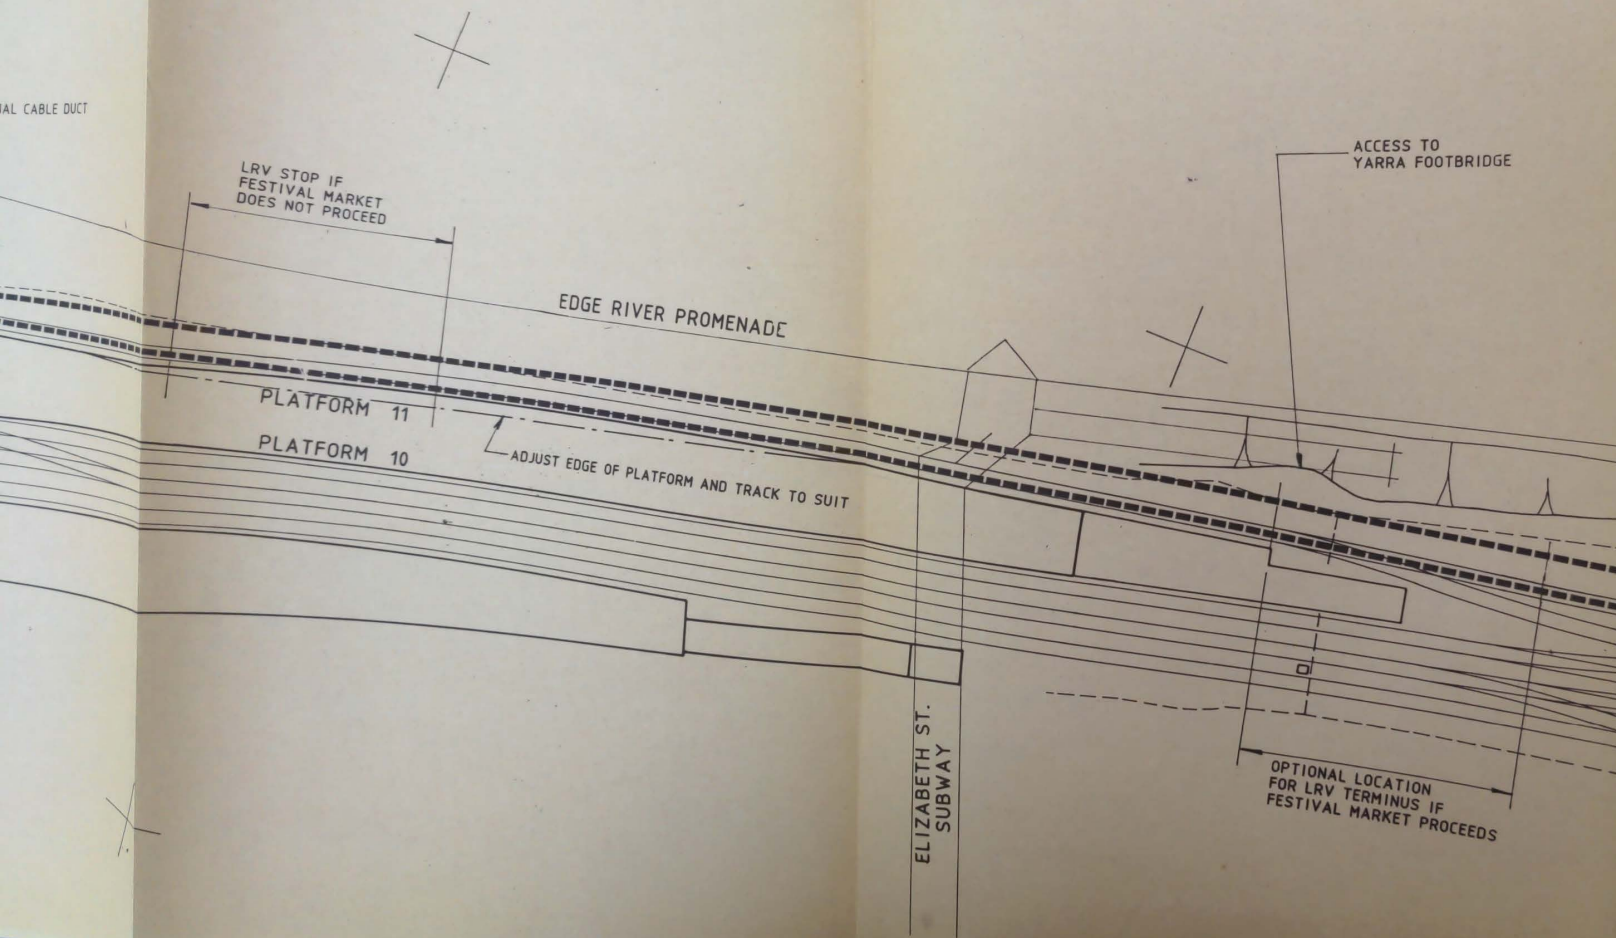 CABLE DUCT
LRV STOP IF
FESTIVAL MARKET
DOES NOT PROCEED
ACCESS TO
YARRA FOOTBRIDGE
EDGE RIVER PROMENADE
PLATFORM 11
PLATFORM 10
ADJUST EDGE OF PLATFORM AND TRACK TO SUIT
ELIZABETH ST.
SUBWAY
OPTIONAL LOCATION
FOR LRV TERMINUS IF
FESTIVAL MARKET PROCEEDS